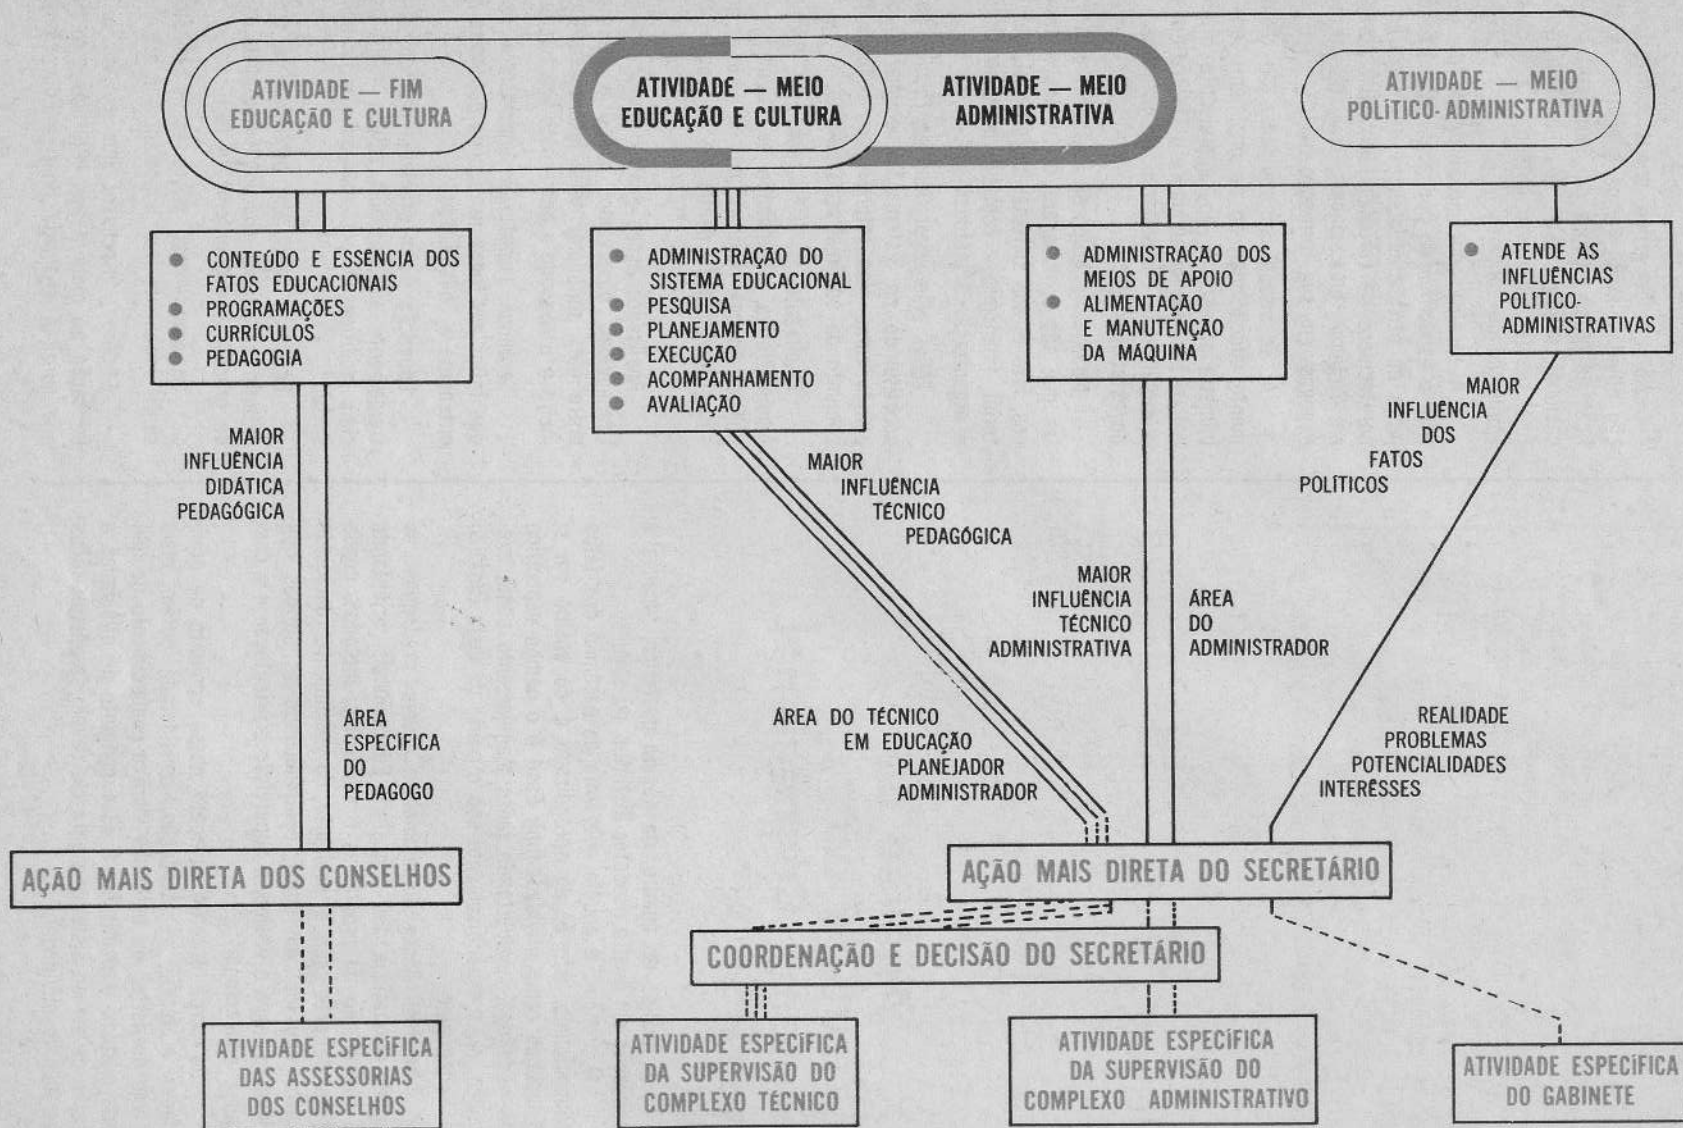 ATIVIDADE — FIM
EDUCAÇÃO E CULTURA
ATIVIDADE — MEIO
EDUCAÇÃO E CULTURA
ATIVIDADE — MEIO
ADMINISTRATIVA
ATIVIDADE — MEIO
POLÍTICO-ADMINISTRATIVA
CONTEÚDO E ESSÊNCIA DOS
FATOS EDUCACIONAIS
PROGRAMAÇÕES
CURRÍCULOS
PEDAGOGIA
ADMINISTRAÇÃO DO
SISTEMA EDUCACIONAL
PESQUISA
PLANEJAMENTO
EXECUÇÃO
ACOMPANHAMENTO
AVALIAÇÃO
ADMINISTRAÇÃO DOS
MEIOS DE APOIO
ALIMENTAÇÃO
E MANUTENÇÃO
DA MÁQUINA
ATENDE ÀS
INFLUÊNCIAS
POLÍTICO-
ADMINISTRATIVAS
MAIOR
INFLUÊNCIA
DIDÁTICA
PEDAGÓGICA
MAIOR
INFLUÊNCIA
TÉCNICO
PEDAGÓGICA
MAIOR
INFLUÊNCIA
TÉCNICO
ADMINISTRATIVA
ÁREA
DO
ADMINISTRADOR
MAIOR
INFLUÊNCIA
DOS
FATOS
POLÍTICOS
ÁREA
ESPECÍFICA
DO
PEDAGOGO
ÁREA DO TÉCNICO
EM EDUCAÇÃO
PLANEJADOR
ADMINISTRADOR
REALIDADE
PROBLEMAS
POTENCIALIDADES
INTERÊSSES
AÇÃO MAIS DIRETA DOS CONSELHOS
AÇÃO MAIS DIRETA DO SECRETÁRIO
COORDENAÇÃO E DECISÃO DO SECRETÁRIO
ATIVIDADE ESPECÍFICA
DAS ASSESSORIAS
DOS CONSELHOS
ATIVIDADE ESPECÍFICA
DA SUPERVISÃO DO
COMPLEXO TÉCNICO
ATIVIDADE ESPECÍFICA
DA SUPERVISÃO DO
COMPLEXO ADMINISTRATIVO
ATIVIDADE ESPECÍFICA
DO GABINETE